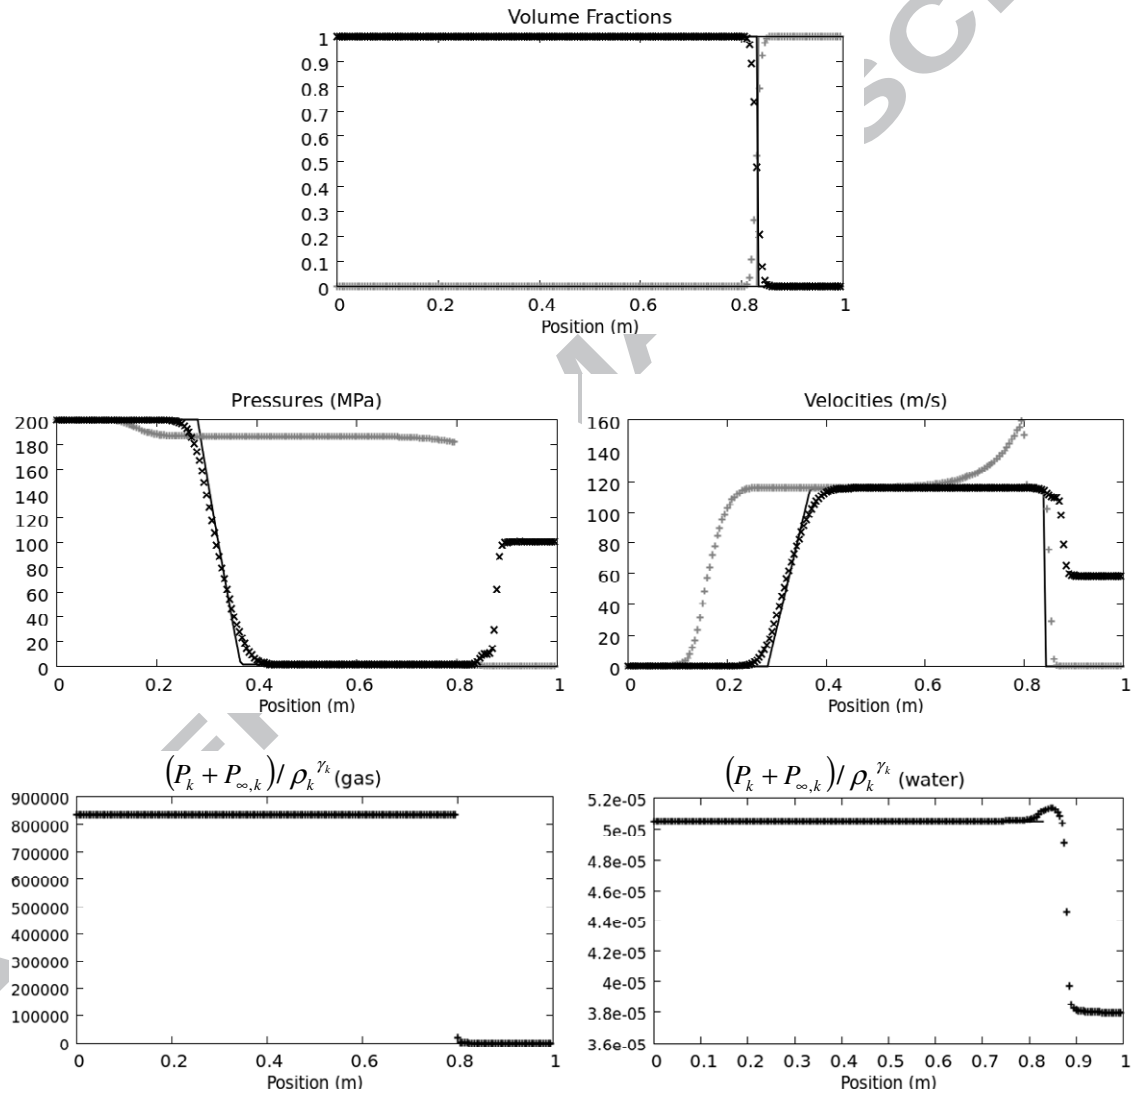 Volume Fractions
1
0.9
0.8
0.7
0.6
0.5
0.4
0.3
0.2
0.1
0
0 0.2 0.4 0.6 0.8 1
Position (m)
Pressures (MPa)
200
180
160
140
120
100
80
60
40
20
0
0 0.2 0.4 0.6 0.8 1
Position (m)
Velocities (m/s)
160
140
120
100
80
60
40
20
0
0 0.2 0.4 0.6 0.8 1
Position (m)
(P_k + P_{∞,k}) / ρ_k^{γ_k} (gas)
900000
800000
700000
600000
500000
400000
300000
200000
100000
0
0 0.2 0.4 0.6 0.8 1
Position (m)
(P_k + P_{∞,k}) / ρ_k^{γ_k} (water)
5.2e-05
5e-05
4.8e-05
4.6e-05
4.4e-05
4.2e-05
4e-05
3.8e-05
3.6e-05
0 0.1 0.2 0.3 0.4 0.5 0.6 0.7 0.8 0.9 1
Position (m)